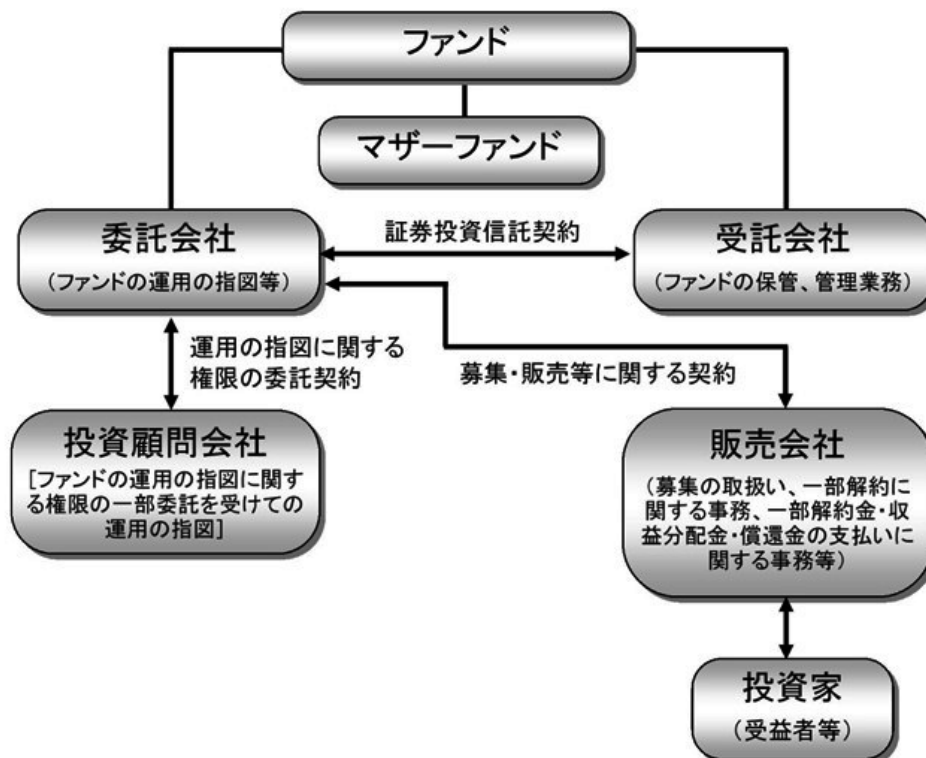 ファンド
マザーファンド
委託会社
（ファンドの運用の指図等）
証券投資信託契約
受託会社
（ファンドの保管、管理業務）
運用の指図に関する
権限の委託契約
募集・販売等に関する契約
投資顧問会社
[ファンドの運用の指図に関す
る権限の一部委託を受けての
運用の指図]
販売会社
（募集の取扱い、一部解約に
関する事務、一部解約金・収
益分配金・償還金の支払いに
関する事務等）
投資家
（受益者等）